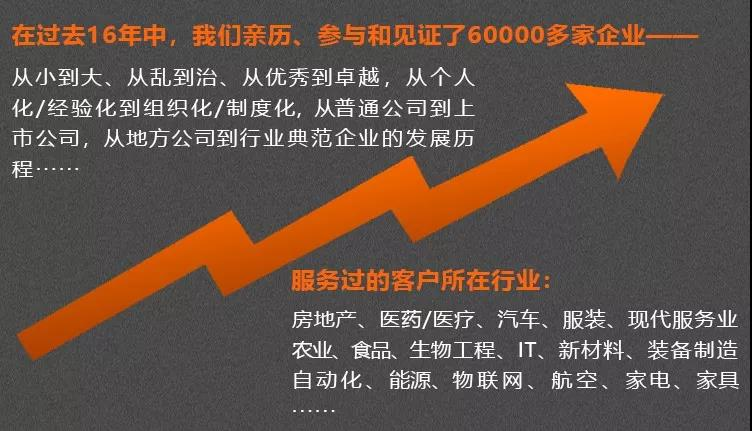 在过去16年中，我们亲历、参与和见证了60000多家企业——
从小到大、从乱到治、从优秀到卓越，从个人
化/经验化到组织化/制度化, 从普通公司到上
市公司，从地方公司到行业典范企业的发展历
程……
服务过的客户所在行业：
房地产、医药/医疗、汽车、服装、现代服务业
农业、食品、生物工程、IT、新材料、装备制造
自动化、能源、物联网、航空、家电、家具
……